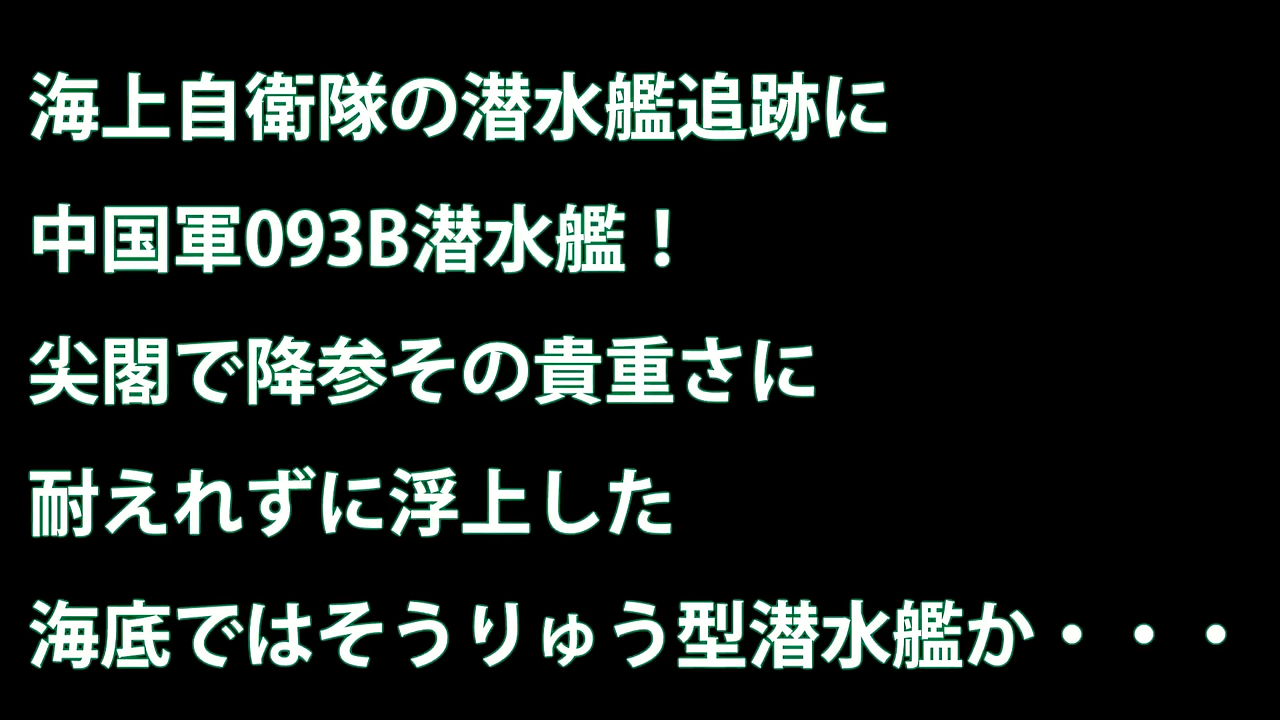 海上自衛隊の潜水艦追跡に
中国軍093B潜水艦！
尖閣で降参その貴重さに
耐えれずに浮上した
海底ではそうりゅう型潜水艦か・・・